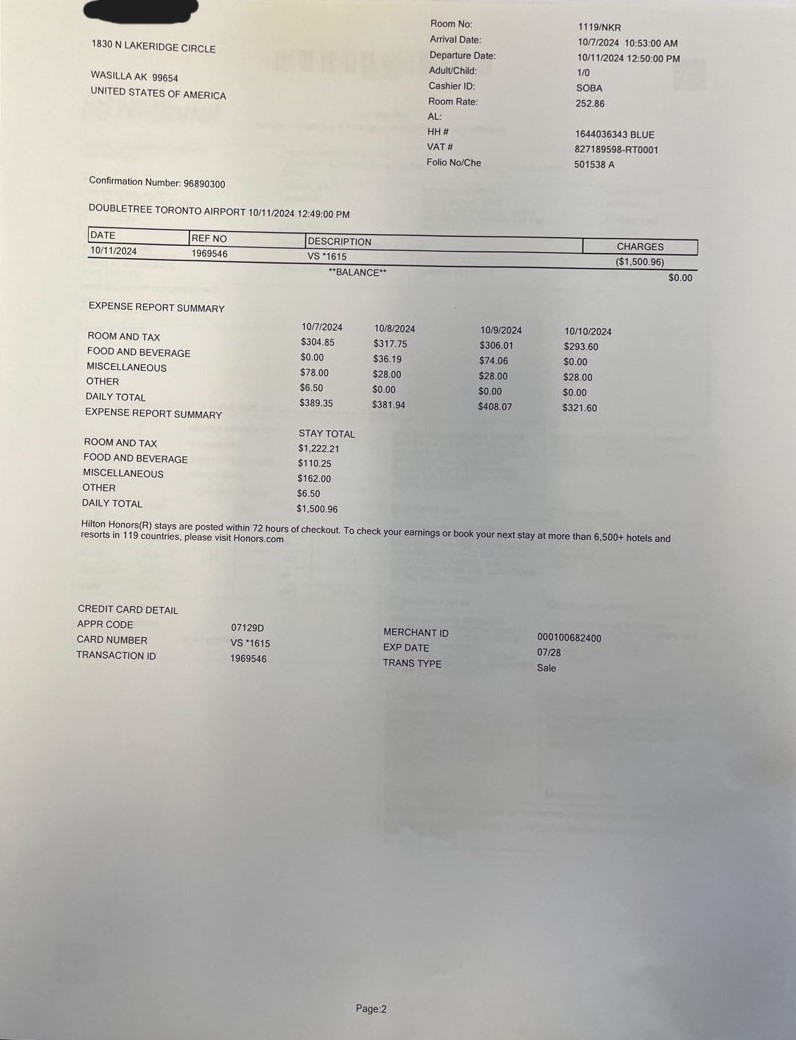 1830 N LAKERIDGE CIRCLE
WASILLA AK 99654
UNITED STATES OF AMERICA
Room No: 1119/NKR
Arrival Date: 10/7/2024 10:53:00 AM
Departure Date: 10/11/2024 12:50:00 PM
Adult/Child: 1/0
Cashier ID: SOBA
Room Rate: 252.86
AL:
HH # 1644036343 BLUE
VAT # 827189598-RT0001
Folio No/Che 501538 A
Confirmation Number: 96890300
DOUBLETREE TORONTO AIRPORT 10/11/2024 12:49:00 PM
DATE REF NO DESCRIPTION CHARGES
10/11/2024 1969546 VS *1615 ($1,500.96)
**BALANCE** $0.00
EXPENSE REPORT SUMMARY
10/7/2024 10/8/2024 10/9/2024 10/10/2024
ROOM AND TAX $304.85 $317.75 $306.01 $293.60
FOOD AND BEVERAGE $0.00 $36.19 $74.06 $0.00
MISCELLANEOUS $78.00 $28.00 $28.00 $28.00
OTHER $6.50 $0.00 $0.00 $0.00
DAILY TOTAL $389.35 $381.94 $408.07 $321.60
EXPENSE REPORT SUMMARY
STAY TOTAL
ROOM AND TAX $1,222.21
FOOD AND BEVERAGE $110.25
MISCELLANEOUS $162.00
OTHER $6.50
DAILY TOTAL $1,500.96
Hilton Honors(R) stays are posted within 72 hours of checkout. To check your earnings or book your next stay at more than 6,500+ hotels and
resorts in 119 countries, please visit Honors.com
CREDIT CARD DETAIL
APPR CODE 07129D MERCHANT ID 000100682400
CARD NUMBER VS *1615 EXP DATE 07/28
TRANSACTION ID 1969546 TRANS TYPE Sale
Page:2